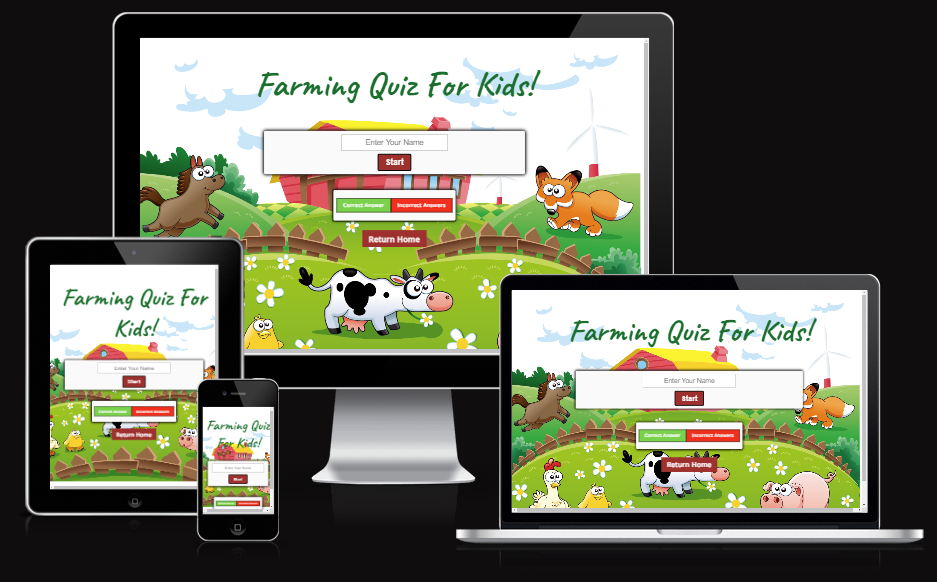 Farming Quiz For Kids!
Enter Your Name
Start
Correct Answer Incorrect Answers
Return Home
Farming Quiz For
Kids!
Enter Your Name
Start
Correct Answer Incorrect Answers
Return Home
Farming Quiz
For Kids!
Enter Your Name
Start
Farming Quiz For Kids!
Enter Your Name
Start
Correct Answer Incorrect Answers
Return Home